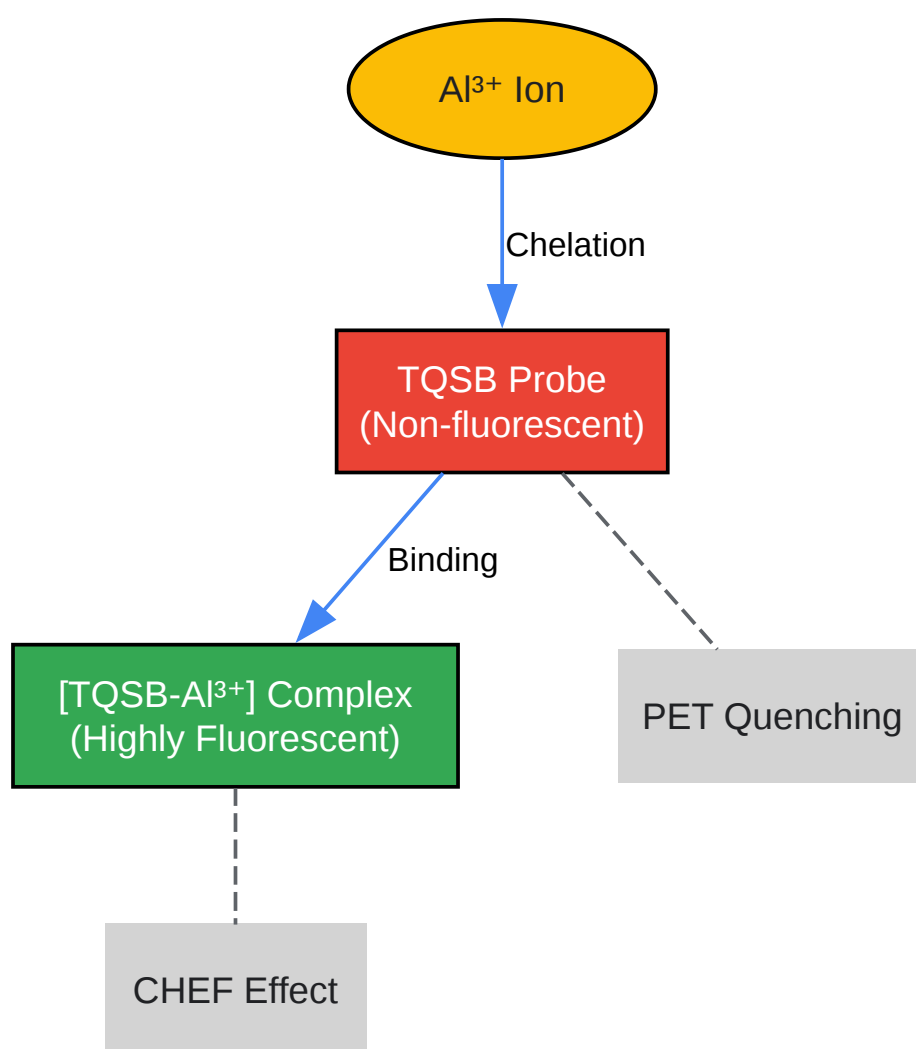 Al³⁺ Ion
Chelation
TQSB Probe
(Non-fluorescent)
Binding
[TQSB-Al³⁺] Complex
(Highly Fluorescent)
PET Quenching
CHEF Effect